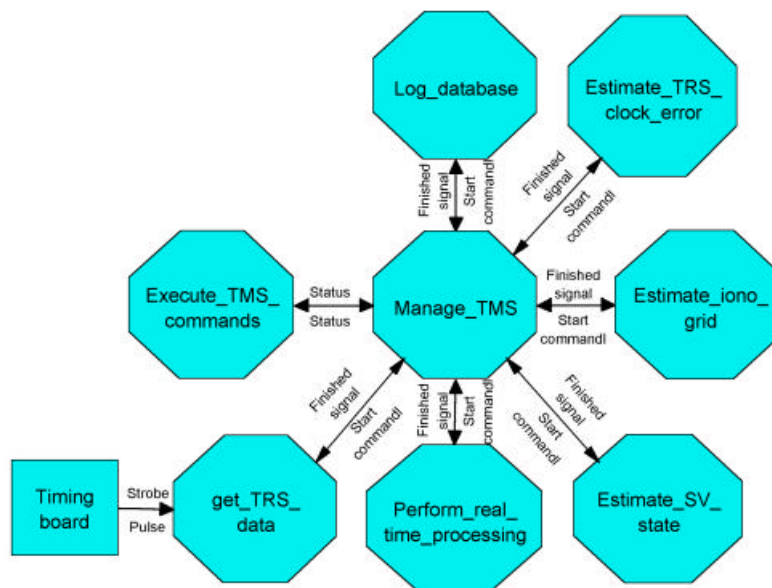 Log_database
Estimate_TRS_
clock_error
Finished
signal
Start
commandl
Finished
signal
Start
commandl
Execute_TMS_
commands
Status
Status
Manage_TMS
Finished
signal
Start
commandl
Estimate_iono_
grid
Finished
signal
Start
commandl
Finished
signal
Start
commandl
Finished
signal
Start
commandl
Timing
board
Strobe
Pulse
get_TRS_
data
Perform_real_
time_processing
Estimate_SV_
state